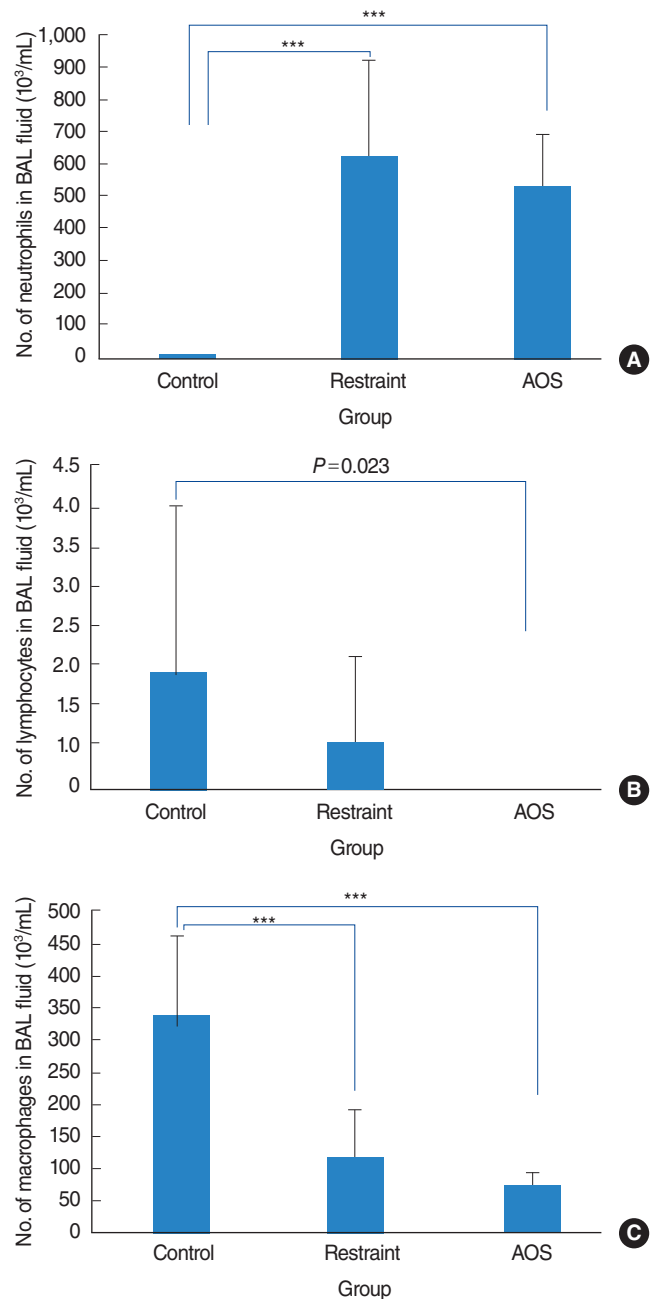 ***
***
No. of neutrophils in BAL fluid (10³/mL)
1,000
900
800
700
600
500
400
300
200
100
0
Control Restraint AOS
Group
A
P=0.023
No. of lymphocytes in BAL fluid (10³/mL)
4.5
4.0
3.5
3.0
2.5
2.0
1.5
1.0
0
Control Restraint AOS
Group
B
***
***
No. of macrophages in BAL fluid (10³/mL)
500
450
400
350
300
250
200
150
100
50
0
Control Restraint AOS
Group
C